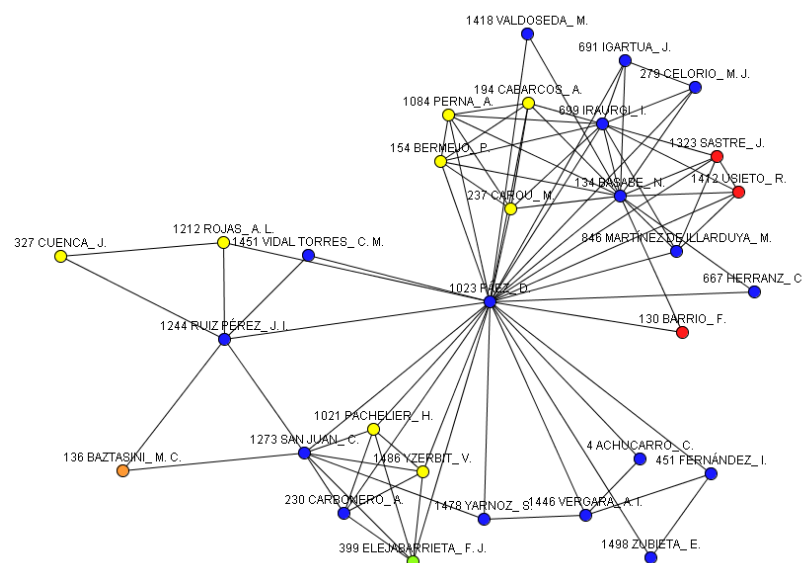 1418 VALDOSEDA_ M.
691 IGARTUA_ J.
279 CELORIO_ M. J.
194 CABARCOS_ A.
1084 PERNA_ A.
699 IRAURGI_ I.
1323 SASTRE_ J.
154 BERMEJO_ P.
1412 USIETO_ R.
134 BASABE_ N.
237 CAROU_ M.
1212 ROJAS_ A. L.
846 MARTÍNEZ DE ILLARDUYA_ M.
327 CUENCA_ J.
1451 VIDAL TORRES_ C. M.
667 HERRANZ_ C
1023 PÁEZ_ D.
130 BARRIO_ F.
1244 RUIZ PÉREZ_ J. I.
1021 PACHELIER_ H.
1273 SAN JUAN_ C.
4 ACHUCARRO_ C.
136 BAZTASINI_ M. C.
1486 YZERBIT_ V.
451 FERNÁNDEZ_ I.
230 CARBONERO_ A.
1478 YARNOZ_ S.
1446 VERGARA_ A. I.
399 ELEJABARRIETA_ F. J.
1498 ZUBIETA_ E.